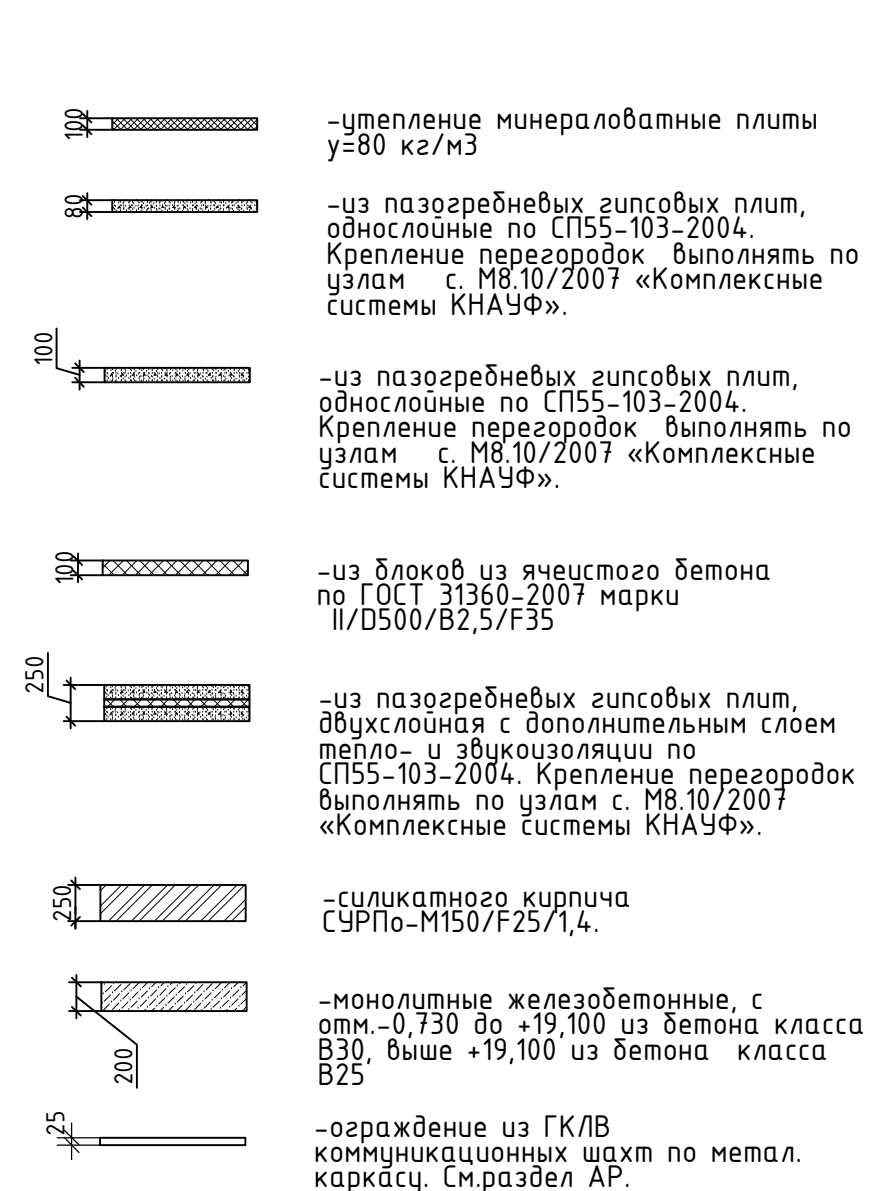 100
-утепление минераловатные плиты
у=80 кг/м3
80
-из пазогребневых гипсовых плит,
однослойные по СП55-103-2004.
Крепление перегородок выполнять по
узлам с. М8.10/2007 «Комплексные
системы КНАУФ».
100
-из пазогребневых гипсовых плит,
однослойные по СП55-103-2004.
Крепление перегородок выполнять по
узлам с. М8.10/2007 «Комплексные
системы КНАУФ».
100
-из блоков из ячеистого бетона
по ГОСТ 31360-2007 марки
II/D500/B2,5/F35
250
-из пазогребневых гипсовых плит,
двухслойная с дополнительным слоем
тепло- и звукоизоляции по
СП55-103-2004. Крепление перегородок
выполнять по узлам с. М8.10/2007
«Комплексные системы КНАУФ».
250
-силикатного кирпича
СУРПо-М150/F25/1,4.
200
-монолитные железобетонные, с
отм.-0,730 до +19,100 из бетона класса
В30, выше +19,100 из бетона класса
В25
25
-ограждение из ГКЛВ
коммуникационных шахт по метал.
каркасу. См.раздел АР.